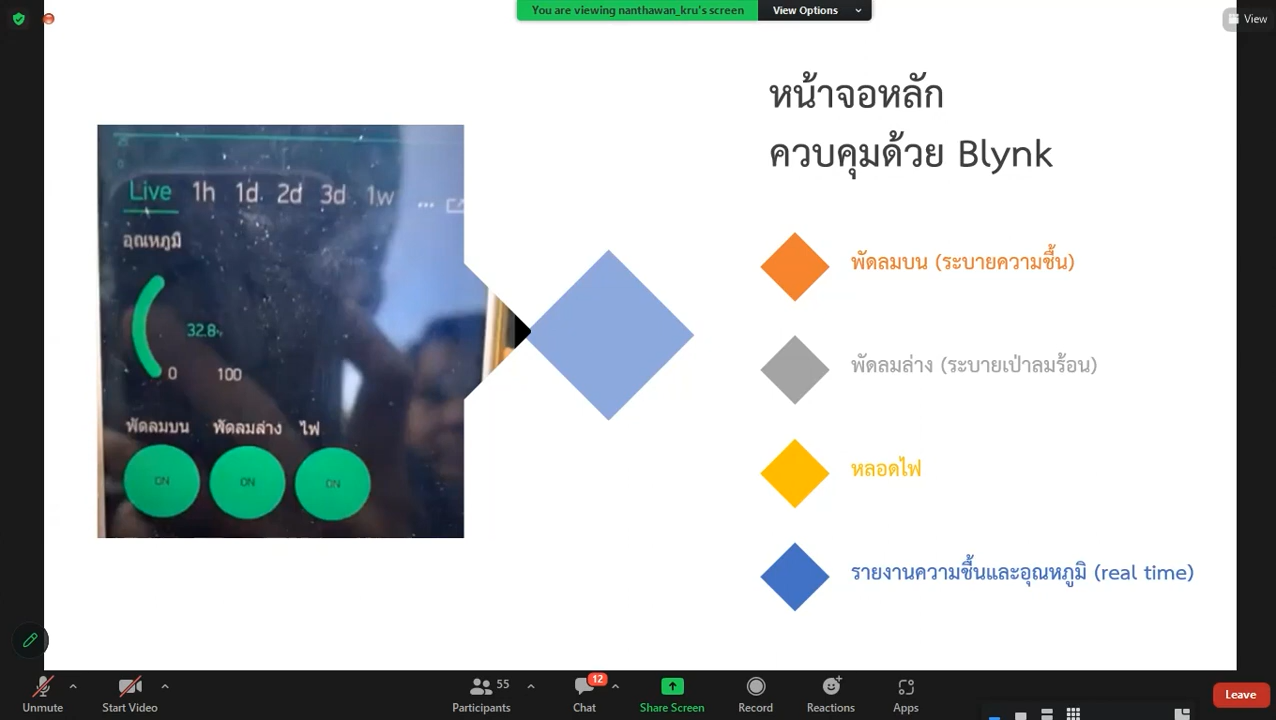 You are viewing nanthawan_kru's screen
View Options
View
หน้าจอหลัก
ควบคุมด้วย Blynk
Live 1h 1d 2d 3d 1w ...
อุณหภูมิ
32.8
0 100
พัดลมบน พัดลมล่าง ไฟ
ON ON ON
พัดลมบน (ระบายความชื้น)
พัดลมล่าง (ระบายเป่าลมร้อน)
หลอดไฟ
รายงานความชื้นและอุณหภูมิ (real time)
Unmute
Start Video
55
Participants
12
Chat
Share Screen
Record
Reactions
Apps
Leave